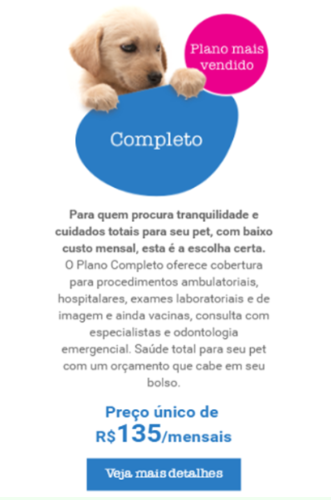 Plano mais
vendido
Completo
Para quem procura tranquilidade e
cuidados totais para seu pet, com baixo
custo mensal, esta é a escolha certa.
O Plano Completo oferece cobertura
para procedimentos ambulatoriais,
hospitalares, exames laboratoriais e de
imagem e ainda vacinas, consulta com
especialistas e odontologia
emergencial. Saúde total para seu pet
com um orçamento que cabe em seu
bolso.
Preço único de
R$135/mensais
Veja mais detalhes